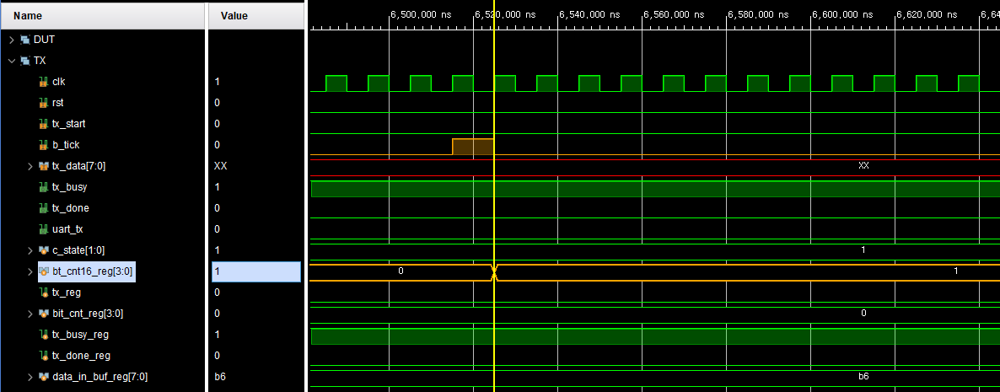 Name Value 6,500,000 ns 6,520,000 ns 6,540,000 ns 6,560,000 ns 6,580,000 ns 6,600,000 ns 6,620,000 ns 6,64
DUT
TX
clk 1
rst 0
tx_start 0
b_tick 0
tx_data[7:0] XX XX
tx_busy 1
tx_done 0
uart_tx 0
c_state[1:0] 1 1
bt_cnt16_reg[3:0] 1 0 1
tx_reg 0
bit_cnt_reg[3:0] 0 0
tx_busy_reg 1
tx_done_reg 0
data_in_buf_reg[7:0] b6 b6